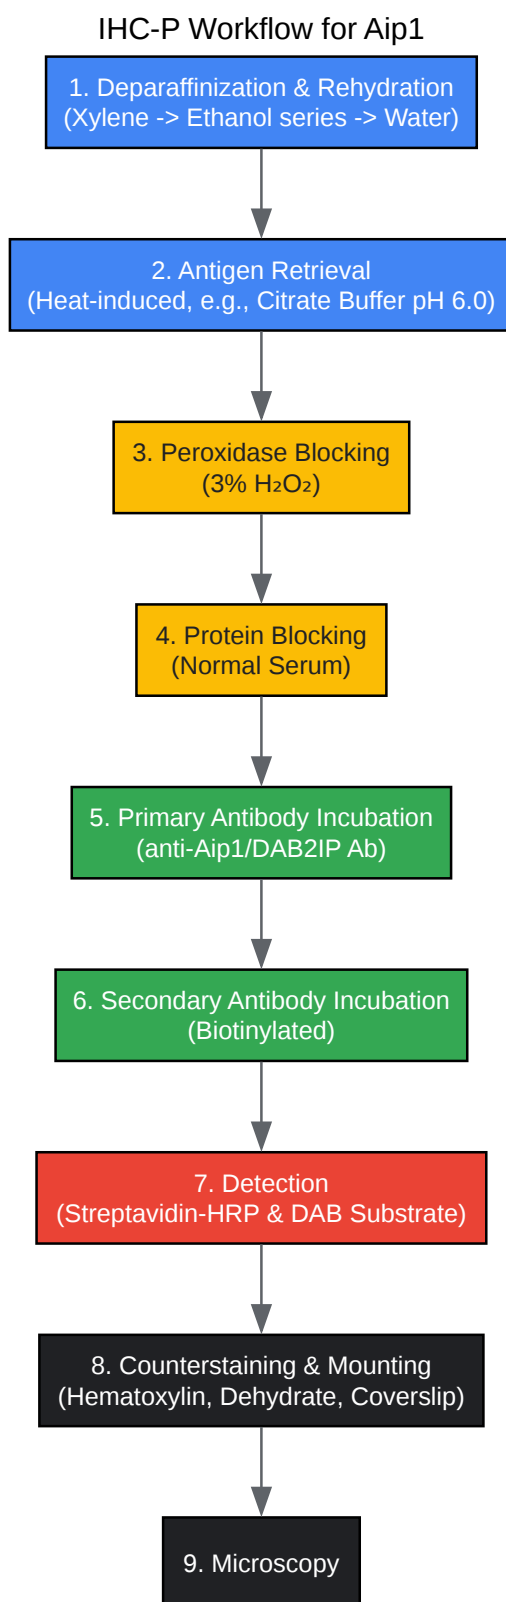 IHC-P Workflow for Aip1
1. Deparaffinization & Rehydration
(Xylene -> Ethanol series -> Water)
2. Antigen Retrieval
(Heat-induced, e.g., Citrate Buffer pH 6.0)
3. Peroxidase Blocking
(3% H₂O₂)
4. Protein Blocking
(Normal Serum)
5. Primary Antibody Incubation
(anti-Aip1/DAB2IP Ab)
6. Secondary Antibody Incubation
(Biotinylated)
7. Detection
(Streptavidin-HRP & DAB Substrate)
8. Counterstaining & Mounting
(Hematoxylin, Dehydrate, Coverslip)
9. Microscopy